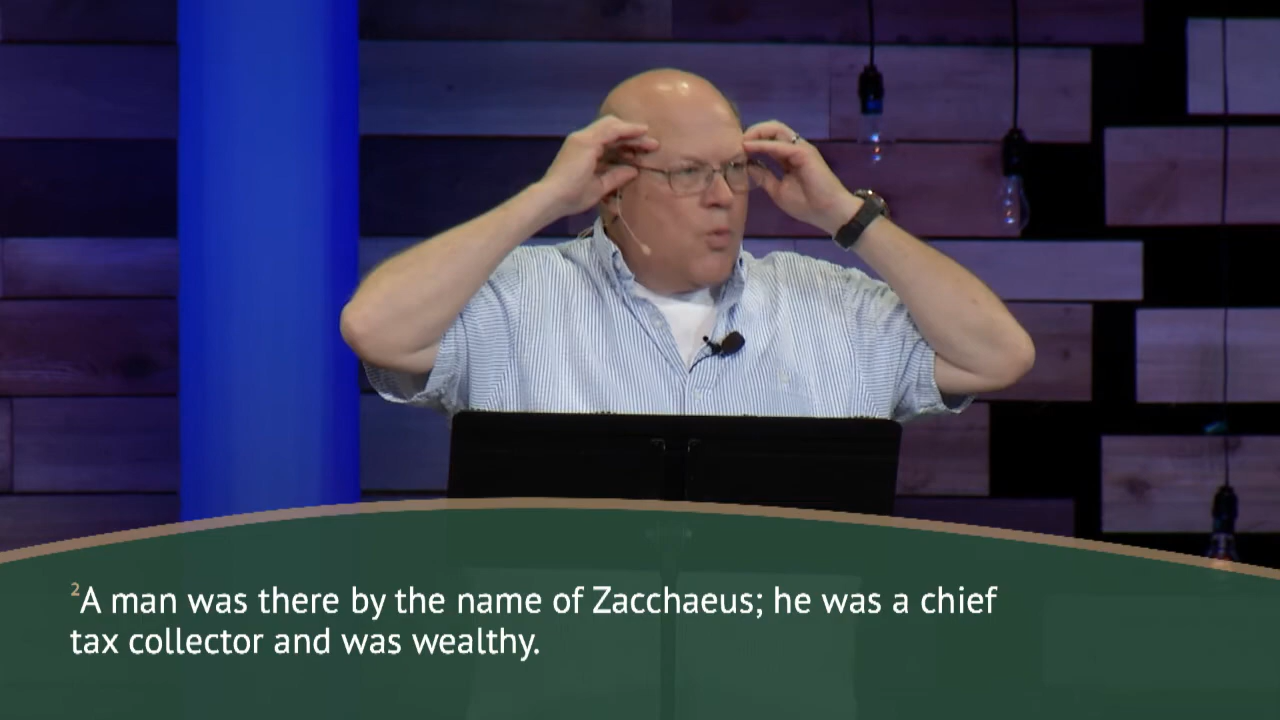 ²A man was there by the name of Zacchaeus; he was a chief
tax collector and was wealthy.